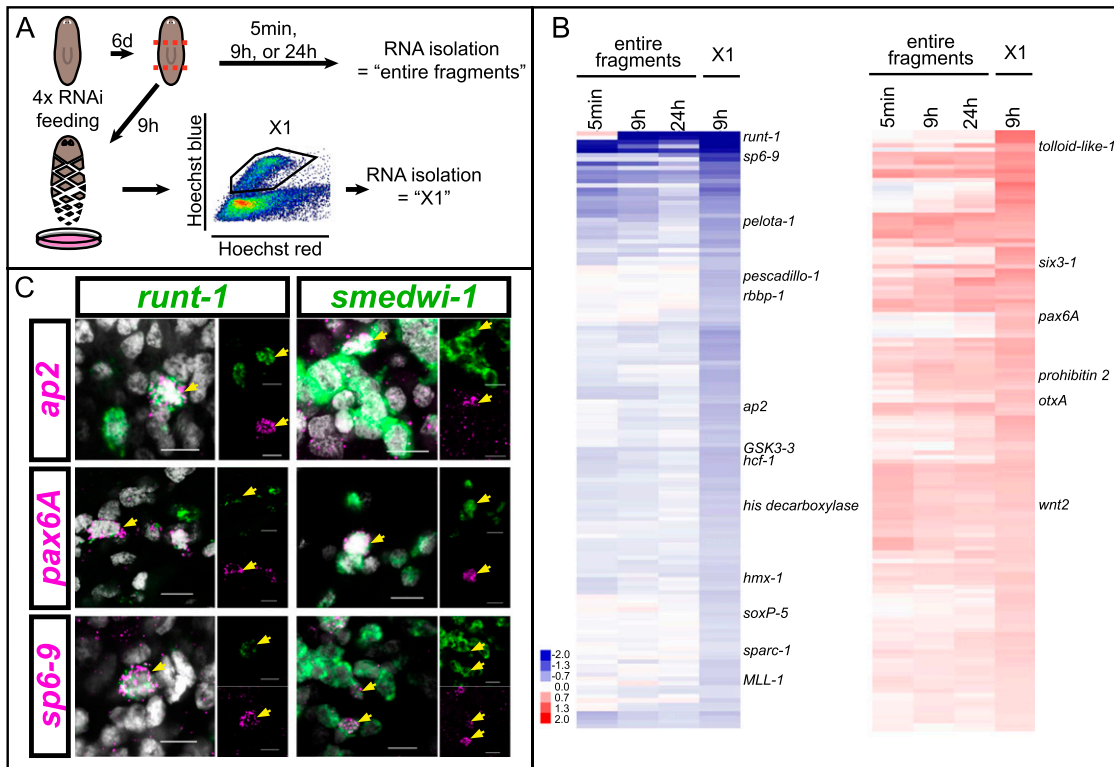 A
6d
5min,
9h, or 24h
RNA isolation
= “entire fragments”
4x RNAi
feeding
9h
Hoechst blue
X1
Hoechst red
RNA isolation
= “X1”
B
entire
fragments
X1
5min
9h
24h
9h
runt-1
sp6-9
pelota-1
pescadillo-1
rbbp-1
ap2
GSK3-3
hcf-1
his decarboxylase
hmx-1
soxP-5
sparc-1
MLL-1
-2.0
-1.3
-0.7
0.0
0.7
1.3
2.0
entire
fragments
X1
5min
9h
24h
9h
tolloid-like-1
six3-1
pax6A
prohibitin 2
otxA
wnt2
C
runt-1
smedwi-1
ap2
pax6A
sp6-9